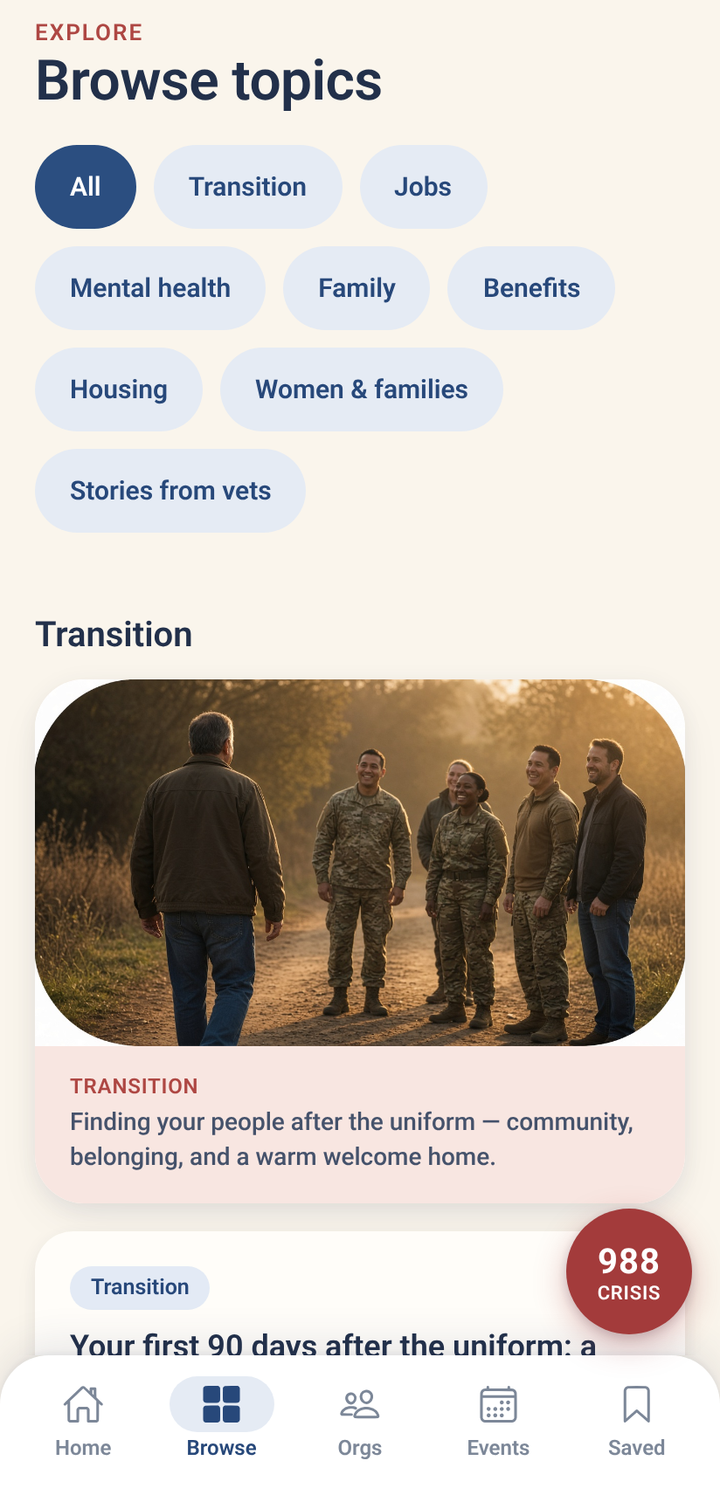 EXPLORE
Browse topics
All
Transition
Jobs
Mental health
Family
Benefits
Housing
Women & families
Stories from vets
Transition
TRANSITION
Finding your people after the uniform — community,
belonging, and a warm welcome home.
988
CRISIS
Transition
Your first 90 days after the uniform: a
Home
Browse
Orgs
Events
Saved